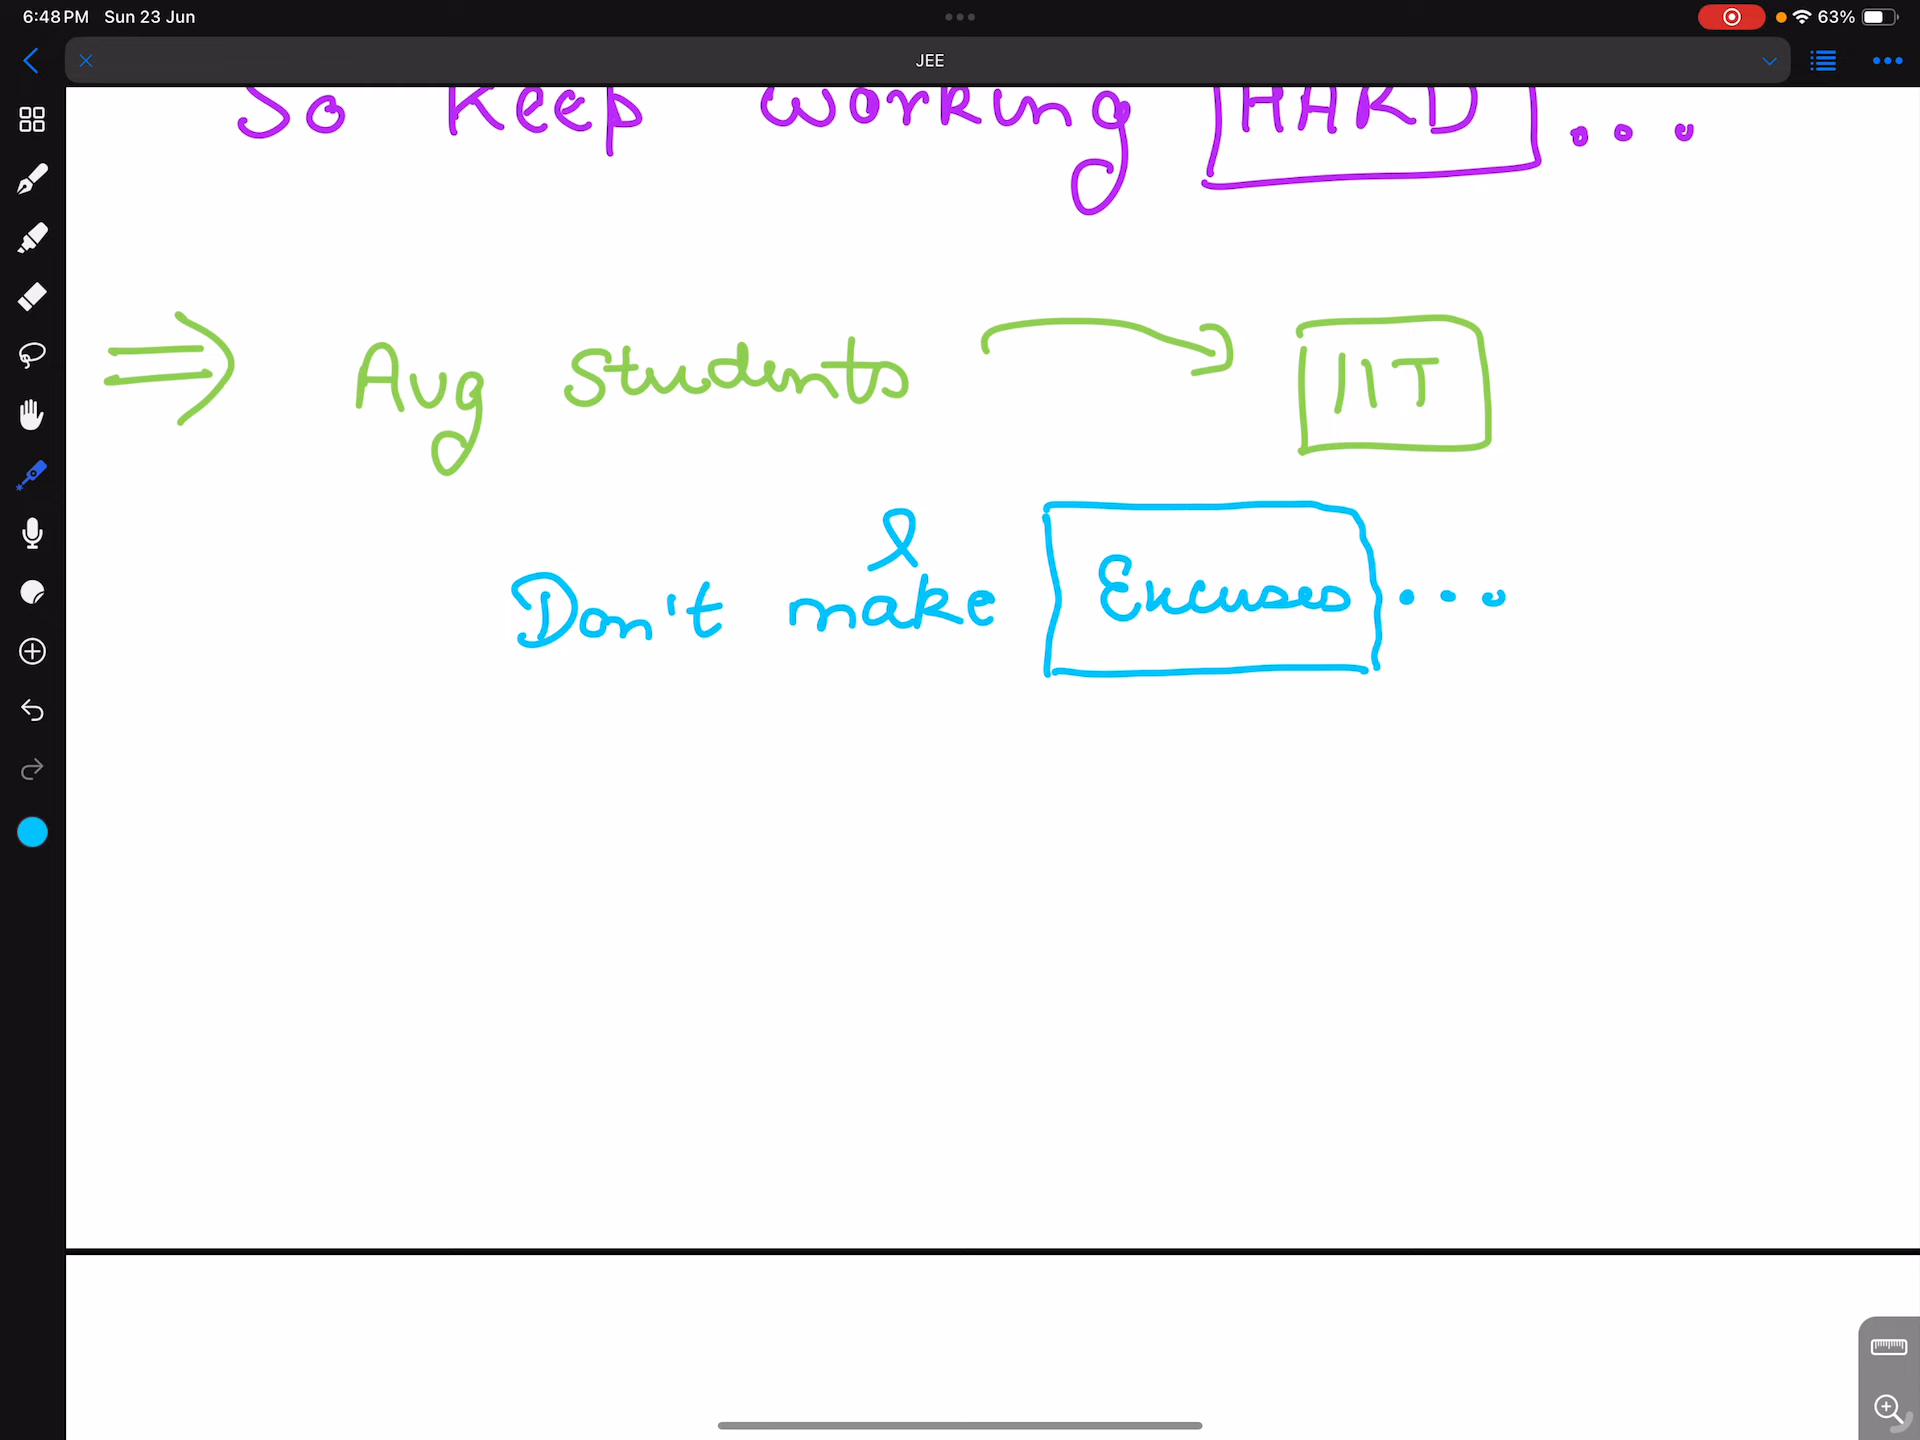 6:48 PM Sun 23 Jun
63%
JEE
So Keep working HARD...
⇒ Avg Students → IIT
&
Don't make Excuses...